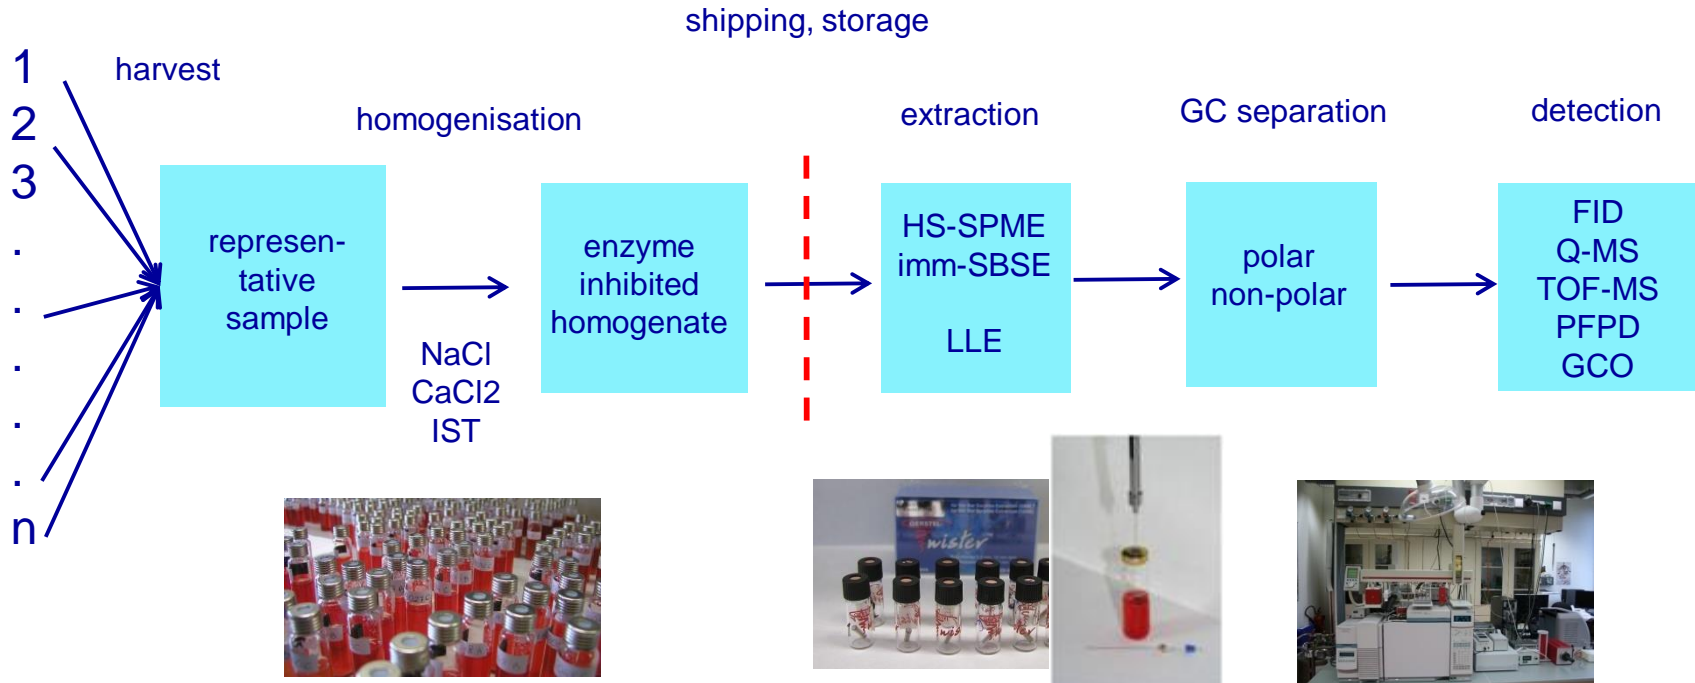 shipping, storage
1
2
3
.
.
.
.
.
n
harvest
homogenisation
extraction
GC separation
detection
represen-
tative
sample
NaCl
CaCl2
IST
enzyme
inhibited
homogenate
HS-SPME
imm-SBSE
LLE
polar
non-polar
FID
Q-MS
TOF-MS
PFPD
GCO
GERSTEL
Twister